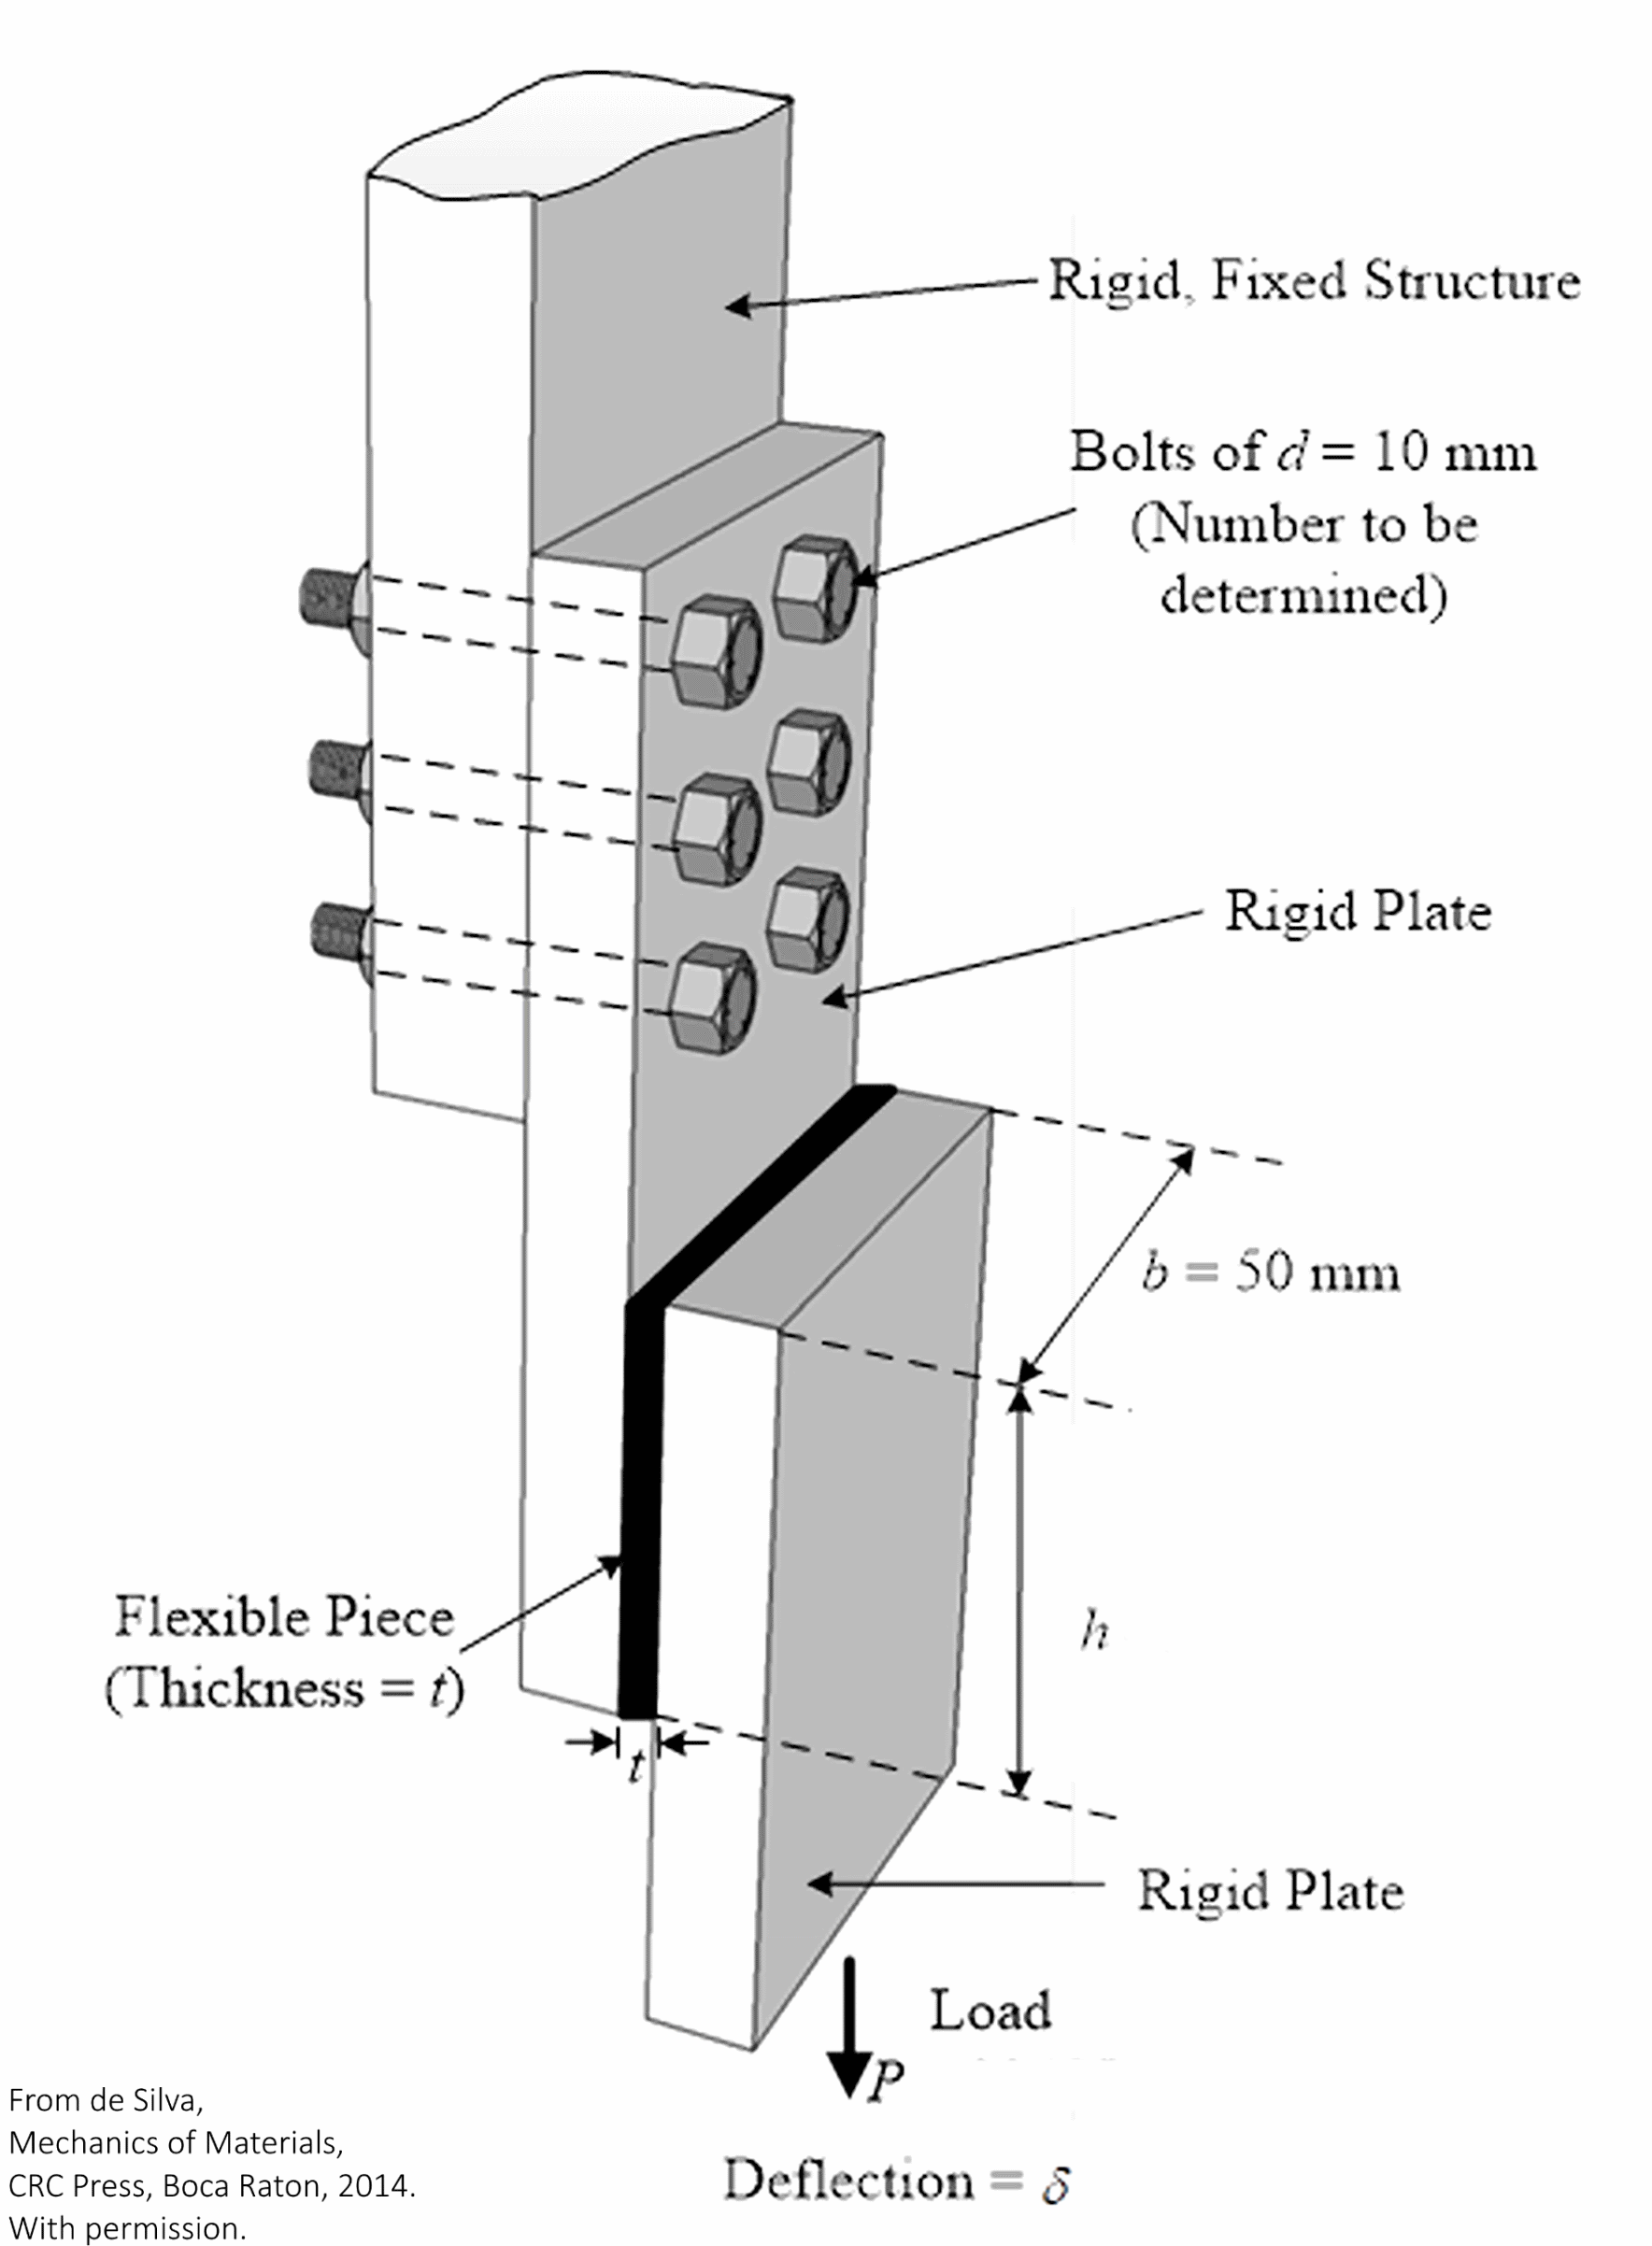 Rigid, Fixed Structure
Bolts of d = 10 mm
(Number to be
determined)
Rigid Plate
b = 50 mm
h
Flexible Piece
(Thickness = t)
t
Rigid Plate
Load
P
Deflection = δ
From de Silva,
Mechanics of Materials,
CRC Press, Boca Raton, 2014.
With permission.